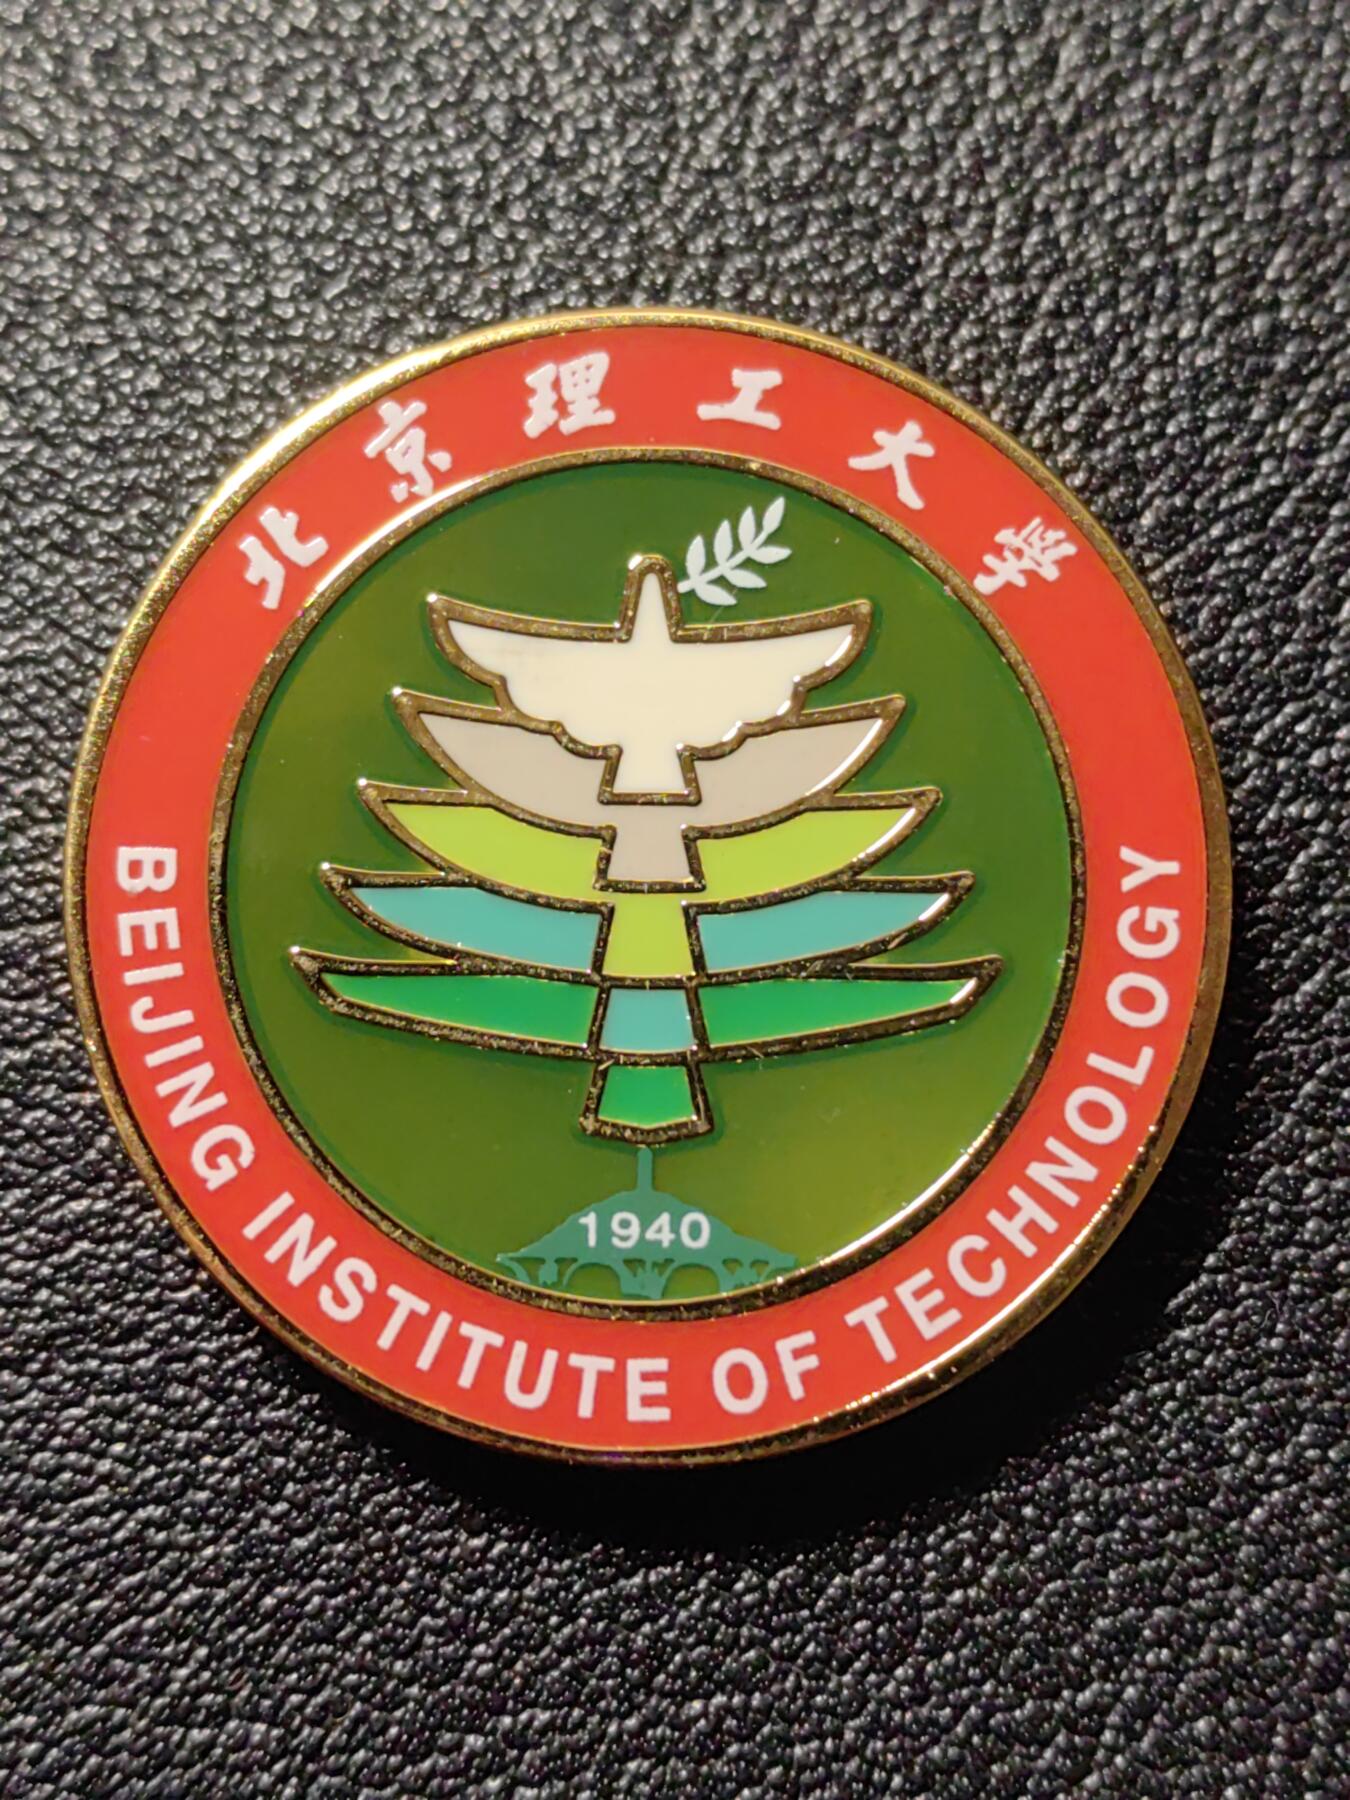 北京理工大学
1940
BEIJING INSTITUTE OF TECHNOLOGY